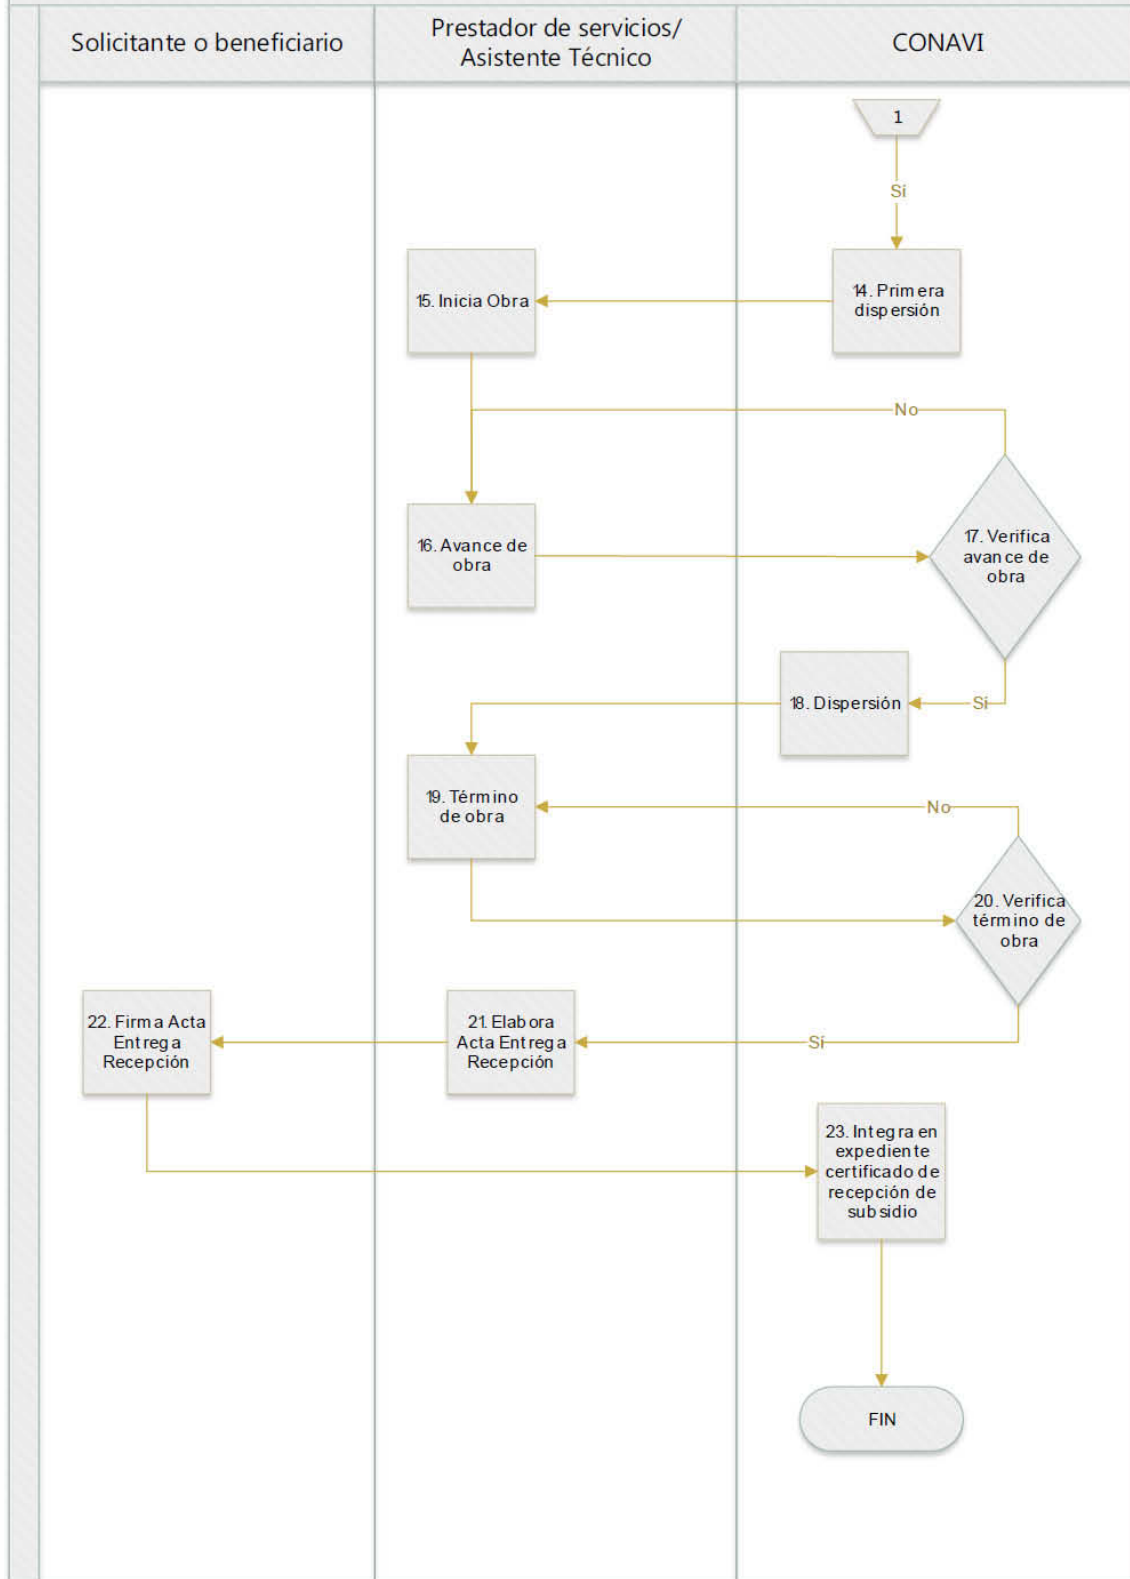 Solicitante o beneficiario
Prestador de servicios/
Asistente Técnico
CONAVI
1
Sí
14. Primera
dispersión
15. Inicia Obra
No
16. Avance de
obra
17. Verifica
avance de
obra
18. Dispersión
Sí
19. Término
de obra
No
20. Verifica
término de
obra
22. Firma Acta
Entrega
Recepción
21. Elabora
Acta Entrega
Recepción
Sí
23. Integra en
expediente
certificado de
recepción de
subsidio
FIN